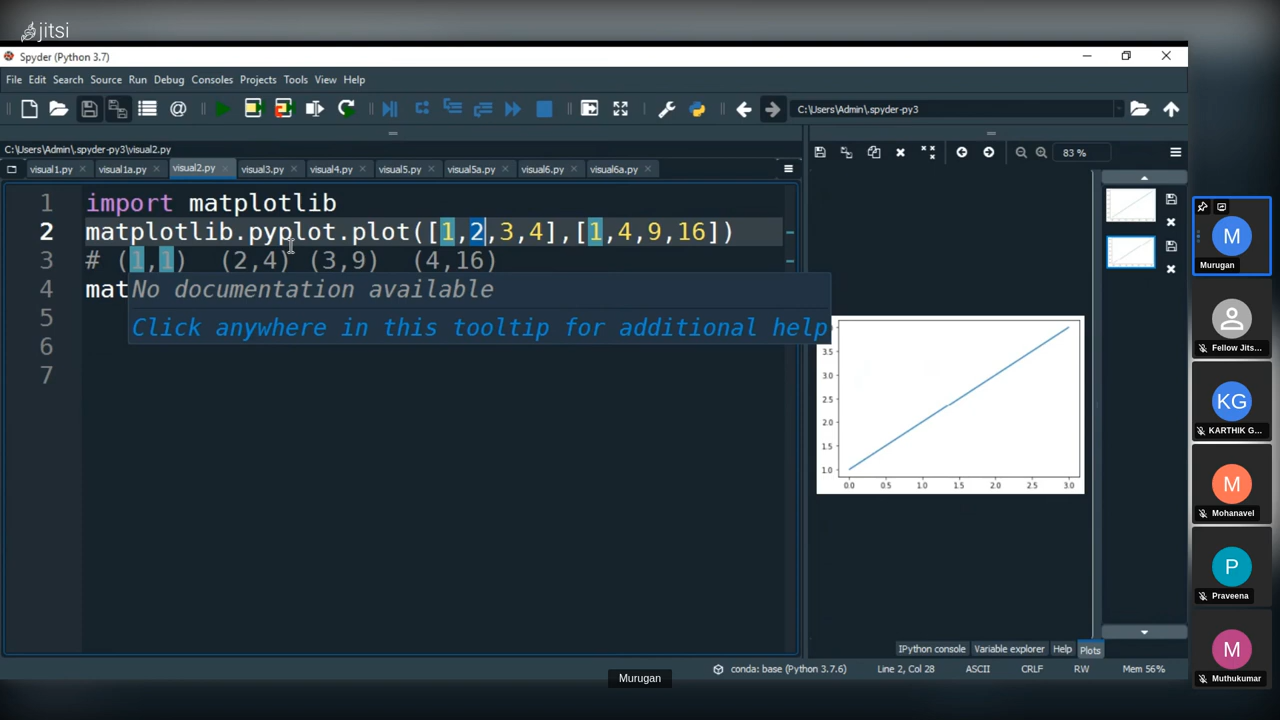 jitsi
Spyder (Python 3.7)
File Edit Search Source Run Debug Consoles Projects Tools View Help
C:\Users\Admin\.spyder-py3
C:\Users\Admin\.spyder-py3\visual2.py
visual1.py visual1a.py visual2.py visual3.py visual4.py visual5.py visual5a.py visual6.py visual6a.py
83 %
1 import matplotlib
2 matplotlib.pyplot.plot([1,2,3,4],[1,4,9,16])
3 # (1,1) (2,4) (3,9) (4,16)
4 mat
No documentation available
Click anywhere in this tooltip for additional help
5
6
7
3.5
3.0
2.5
2.0
1.5
1.0
0.0 0.5 1.0 1.5 2.0 2.5 3.0
IPython console Variable explorer Help Plots
conda: base (Python 3.7.6) Line 2, Col 28 ASCII CRLF RW Mem 56%
Murugan
M
Murugan
Fellow Jits...
KG
KARTHIK G...
M
Mohanavel
P
Praveena
M
Muthukumar